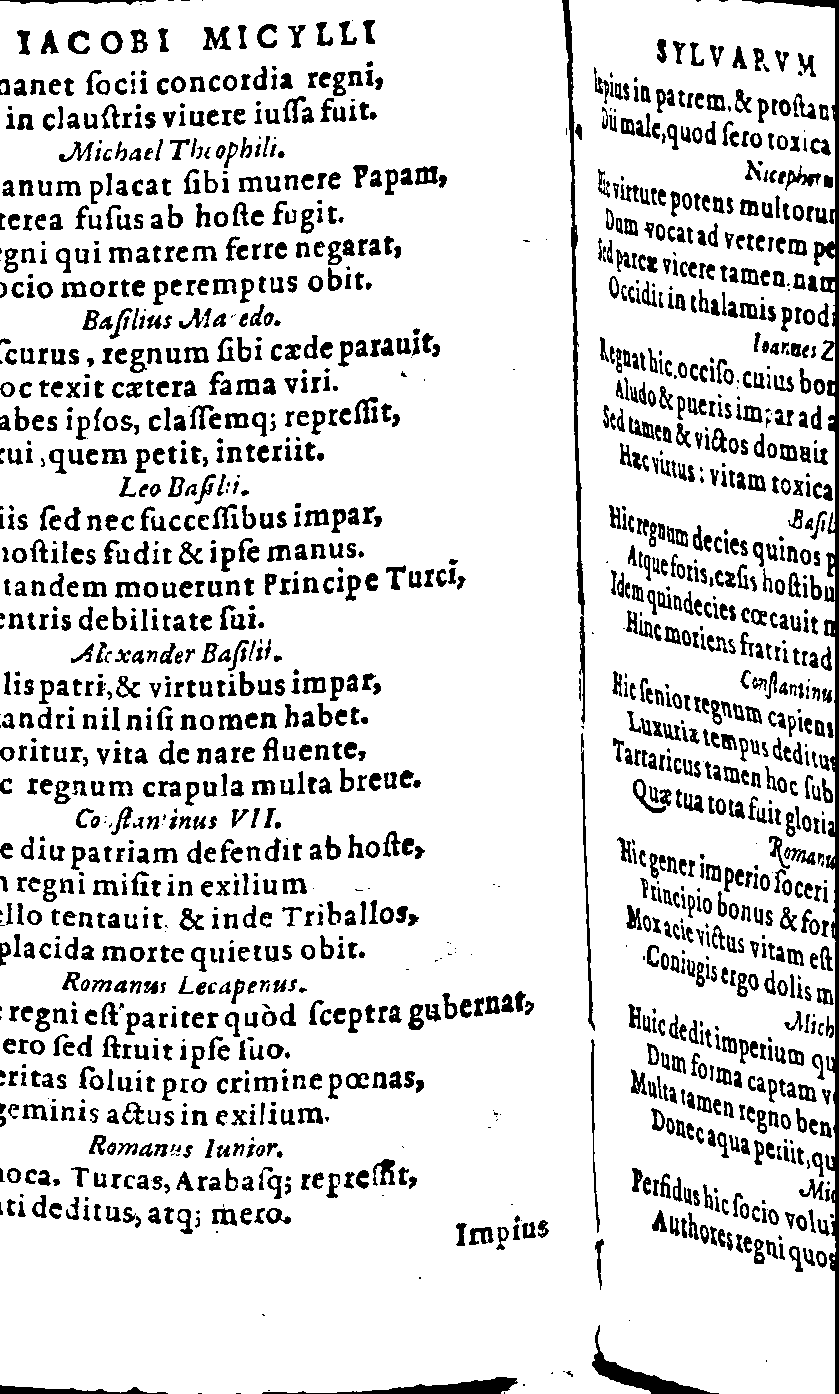 IACOBI MICYLLI
manet ſocii concordia regni,
in clauſtris viuere iuſſa fuit.
Michael Theophili.
anum placat ſibi munere Papam,
terea fuſus ab hoſte fugit.
egni qui matrem ferre negarat,
ocio morte peremptus obit.
Baſilius Macedo.
ſcurus, regnum ſibi cæde parauit,
oc texit cætera fama viri.
abes ipſos, claſſemq; repreſſit,
rui, quem petit, interiit.
Leo Baſilii.
iis ſed nec ſucceſſibus impar,
hoſtiles fudit & ipſe manus.
tandem mouerunt Principe Turci,
entris debilitate ſui.
Alexander Baſilii.
lis patri, & virtutibus impar,
andri nil niſi nomen habet.
oritur, vita de nare fluente,
c regnum crapula multa breue.
Conſtantinus VII.
e diu patriam defendit ab hoſte,
n regni miſit in exilium
ello tentauit, & inde Triballos,
placida morte quietus obit.
Romanus Lecapenus.
regni eſt pariter quòd ſceptra gubernat,
ero ſed ſtruit ipſe ſuo.
eritas ſoluit pro crimine pœnas,
geminis actus in exilium.
Romanus Iunior.
hoca. Turcas, Arabaſq; repreſſit,
ti deditus, atq; mero.
Impius
SYLVARVM
Impius in patrem, & proſtant
Dii male, quod ſero toxica
Nicephorus
Hic virtute potens multorum
Dum vocat ad veterem pe
Sed parcæ vicere tamen, nam
Occidit in thalamis prodi
Ioannes Z
Regnat hic, occiſo, cuius bon
Aludo & pueris impar ad a
Sed tamen & victos domuit
Hæc virtus: vitam toxica
Baſil
Hic regnum decies quinos p
Atque foris, cæſis hoſtibu
Idem quindecies cœcauit m
Hinc moriens fratri trad
Conſtantinus
Hic ſenior regnum capiens
Luxuriæ tempus deditus
Tartaricus tamen hoc ſub
Quæ tua tota fuit gloria
Romanu
Hic gener imperio ſoceri
Principio bonus & fort
Mox acie victus vitam eſt
Coniugis ergo dolis m
Mich
Huic dedit imperium qu
Dum forma captam v
Multa tamen regno ben
Donec aqua periit, qu
Mic
Perfidus hic ſocio volui
Authores regni quos